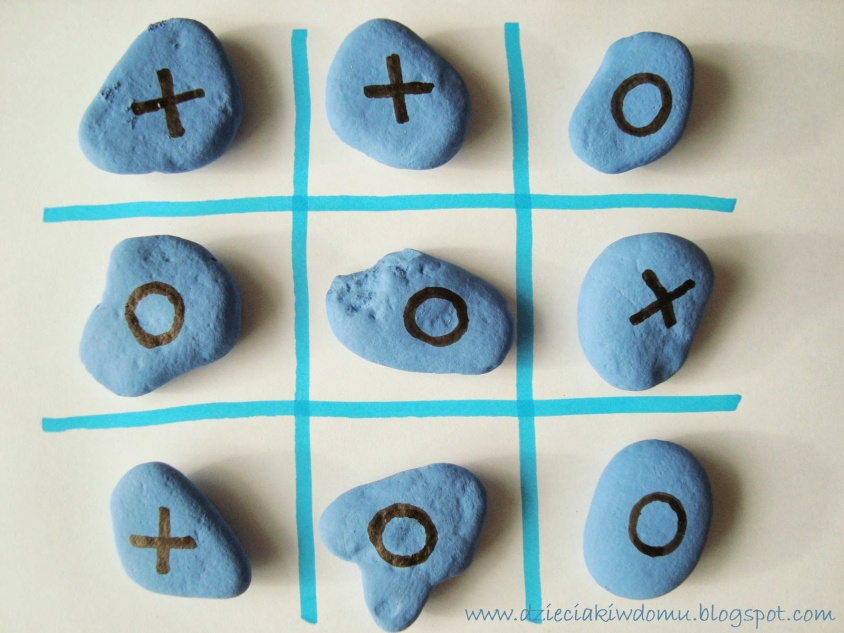 X X O
O O X
X O O
www.dzieciakiwdomu.blogspot.com